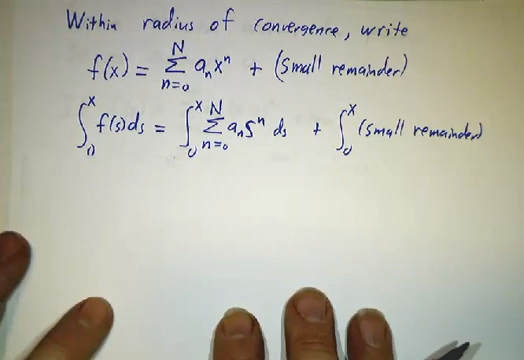 Within radius of convergence, write
f(x) = Σ_{n=0}^{N} a_n x^n + (small remainder)
∫_0^x f(s)ds = ∫_0^x Σ_{n=0}^{N} a_n s^n ds + ∫_0^x (small remainder)